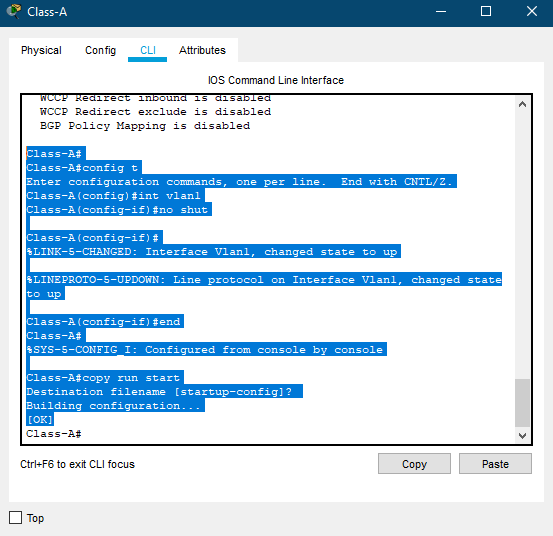 Class-A
Physical Config CLI Attributes
IOS Command Line Interface
WCCP Redirect inbound is disabled
WCCP Redirect exclude is disabled
BGP Policy Mapping is disabled
Class-A#
Class-A#config t
Enter configuration commands, one per line.  End with CNTL/Z.
Class-A(config)#int vlan1
Class-A(config-if)#no shut
Class-A(config-if)#
%LINK-5-CHANGED: Interface Vlan1, changed state to up
%LINEPROTO-5-UPDOWN: Line protocol on Interface Vlan1, changed state
to up
Class-A(config-if)#end
Class-A#
%SYS-5-CONFIG_I: Configured from console by console
Class-A#copy run start
Destination filename [startup-config]?
Building configuration...
[OK]
Class-A#
Ctrl+F6 to exit CLI focus
Copy Paste
Top